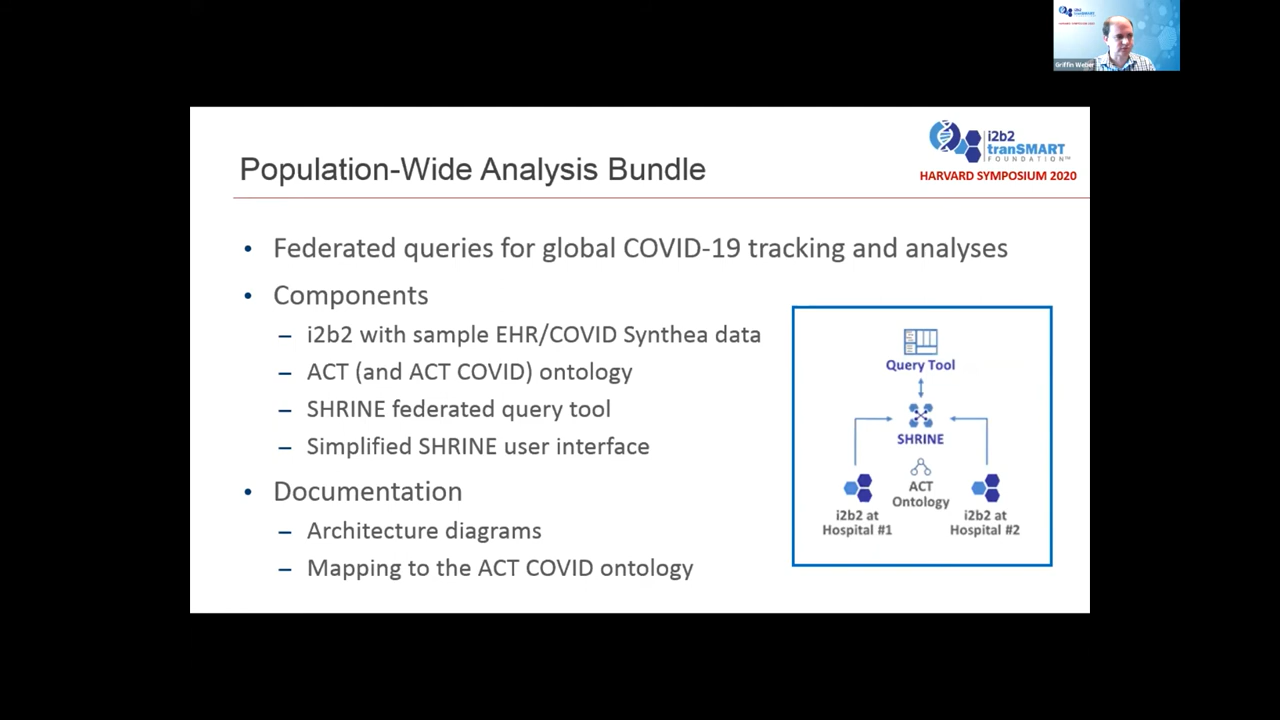 Griffin Weber
i2b2
tranSMART
FOUNDATION™
HARVARD SYMPOSIUM 2020
Population-Wide Analysis Bundle
• Federated queries for global COVID-19 tracking and analyses
• Components
– i2b2 with sample EHR/COVID Synthea data
– ACT (and ACT COVID) ontology
– SHRINE federated query tool
– Simplified SHRINE user interface
• Documentation
– Architecture diagrams
– Mapping to the ACT COVID ontology
Query Tool
SHRINE
ACT
Ontology
i2b2 at
Hospital #1
i2b2 at
Hospital #2